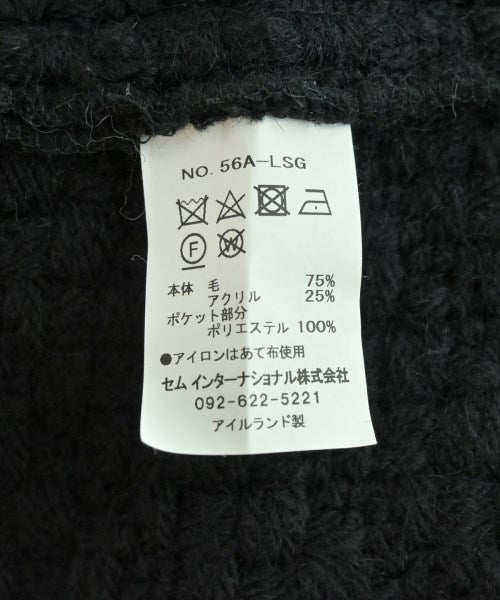 NO. 56A-LSG
F W
本体 毛 75%
アクリル 25%
ポケット部分
ポリエステル 100%
●アイロンはあて布使用
セム インターナショナル株式会社
092-622-5221
アイルランド製